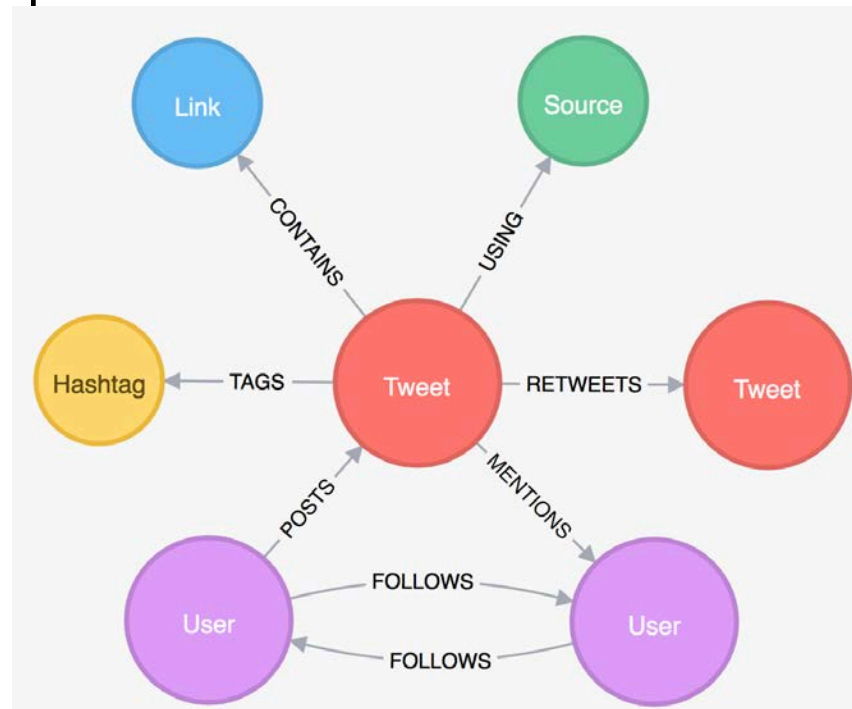 Link
Source
CONTAINS
USING
Hashtag
TAGS
Tweet
RETWEETS
Tweet
POSTS
MENTIONS
FOLLOWS
User
User
FOLLOWS